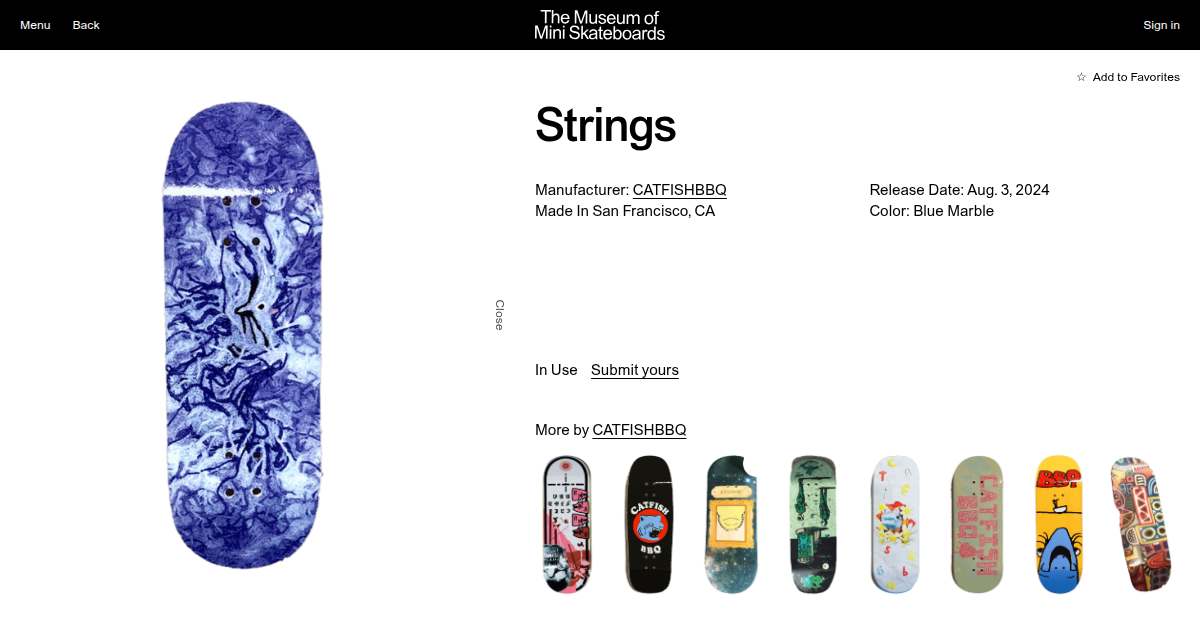 Menu
Back
The Museum of
Mini Skateboards
Sign in
☆ Add to Favorites
Strings
Manufacturer: CATFISHBBQ
Made In San Francisco, CA
Release Date: Aug. 3, 2024
Color: Blue Marble
Close
In Use Submit yours
More by CATFISHBBQ
CATFISH
BBQ
CATFISH
BBQ